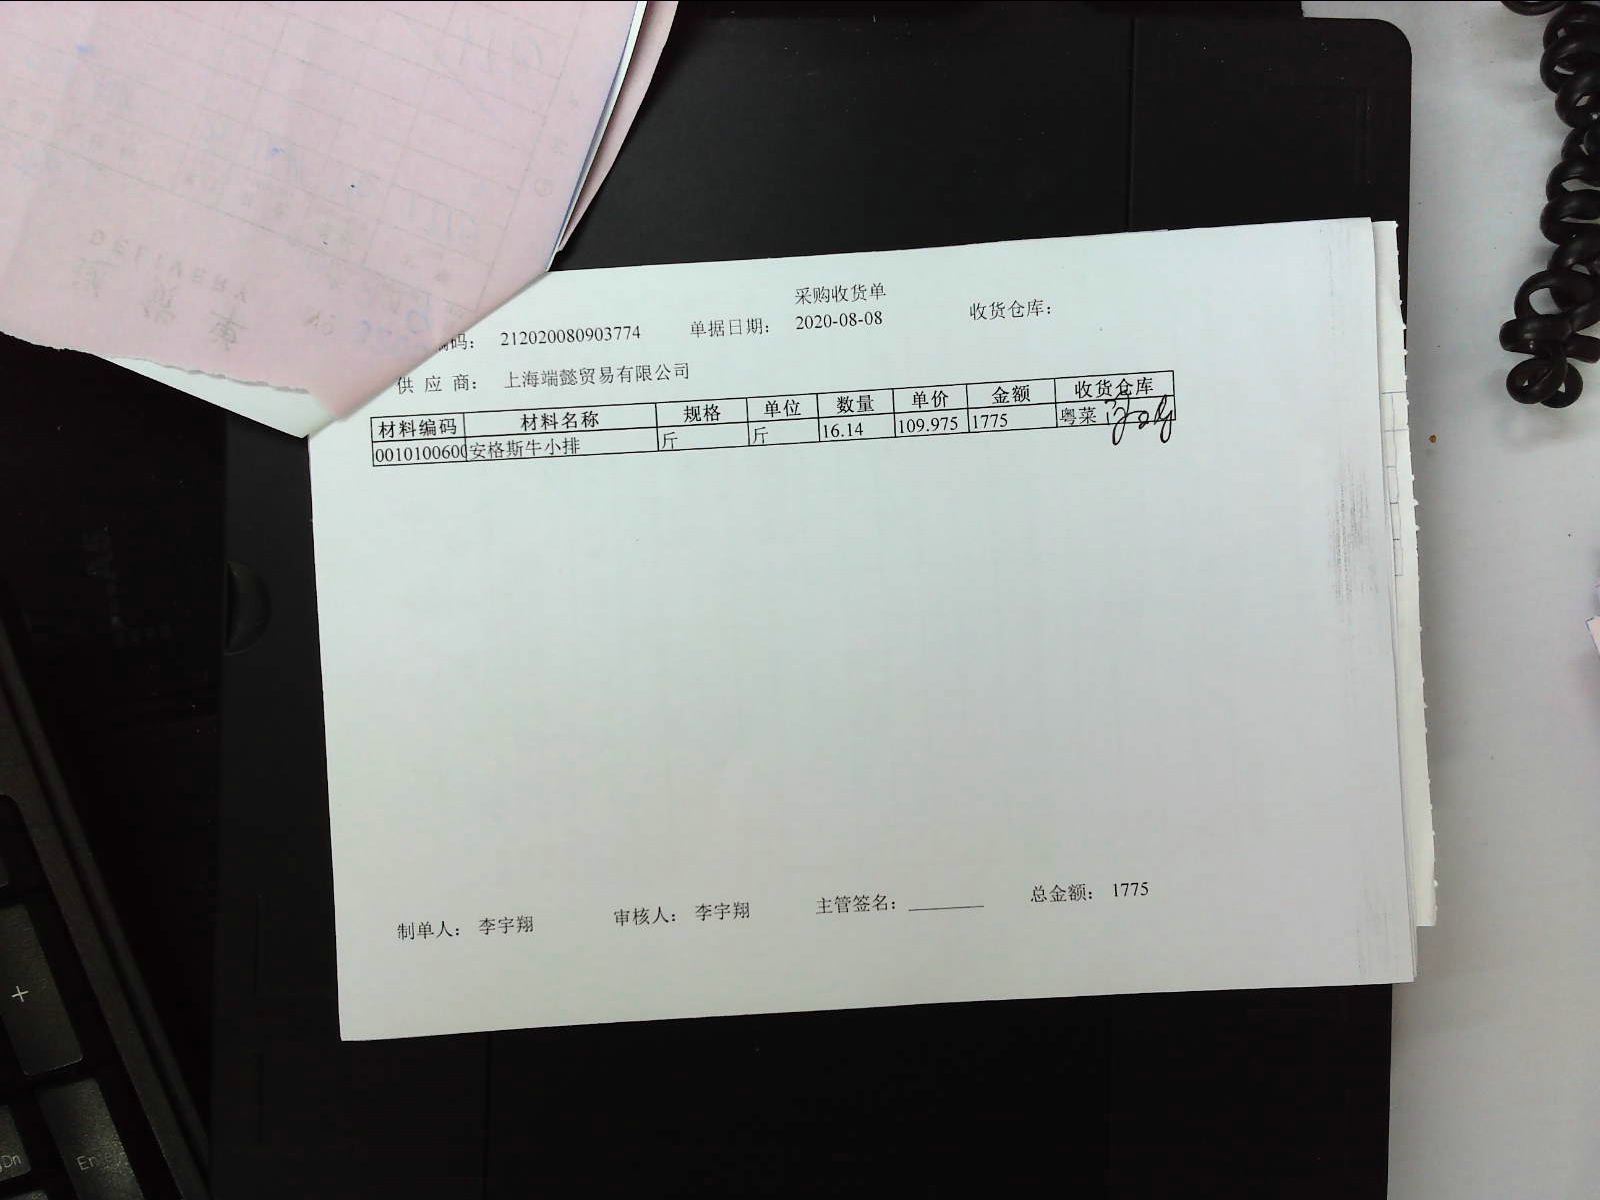 采购收货单
编码： 212020080903774 单据日期： 2020-08-08 收货仓库：
供 应 商： 上海端懿贸易有限公司
材料编码 材料名称 规格 单位 数量 单价 金额 收货仓库
0010100600 安格斯牛小排 斤 斤 16.14 109.975 1775 粤菜
制单人： 李宇翔 审核人： 李宇翔 主管签名：________ 总金额： 1775
+
En